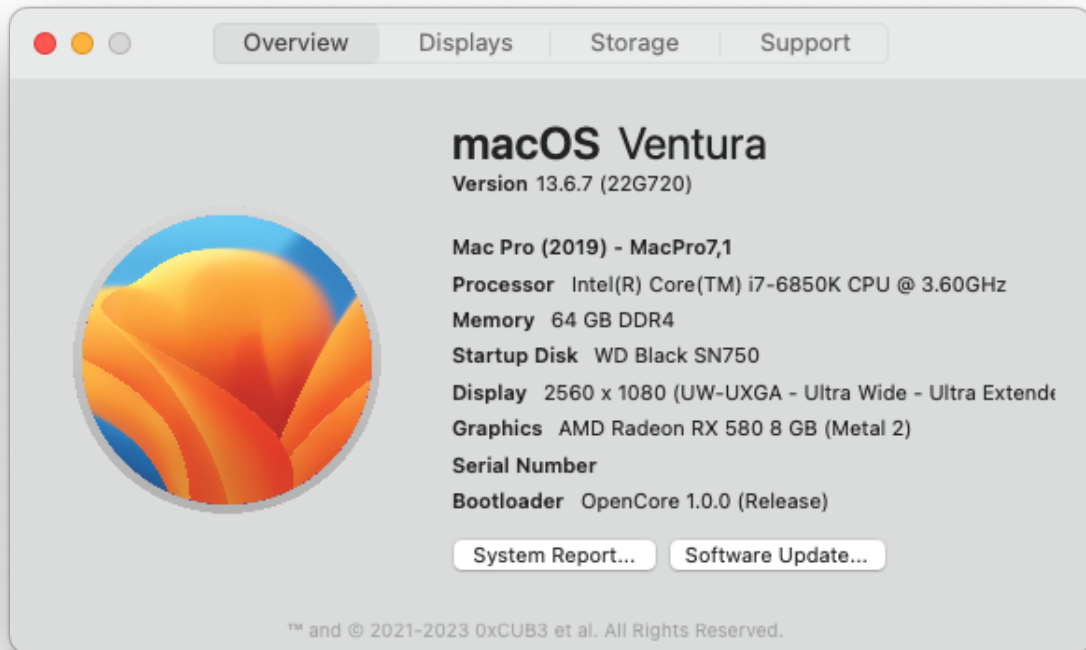 Overview Displays Storage Support
macOS Ventura
Version 13.6.7 (22G720)
Mac Pro (2019) - MacPro7,1
Processor Intel(R) Core(TM) i7-6850K CPU @ 3.60GHz
Memory 64 GB DDR4
Startup Disk WD Black SN750
Display 2560 x 1080 (UW-UXGA - Ultra Wide - Ultra Extende
Graphics AMD Radeon RX 580 8 GB (Metal 2)
Serial Number
Bootloader OpenCore 1.0.0 (Release)
System Report... Software Update...
™ and © 2021-2023 0xCUB3 et al. All Rights Reserved.